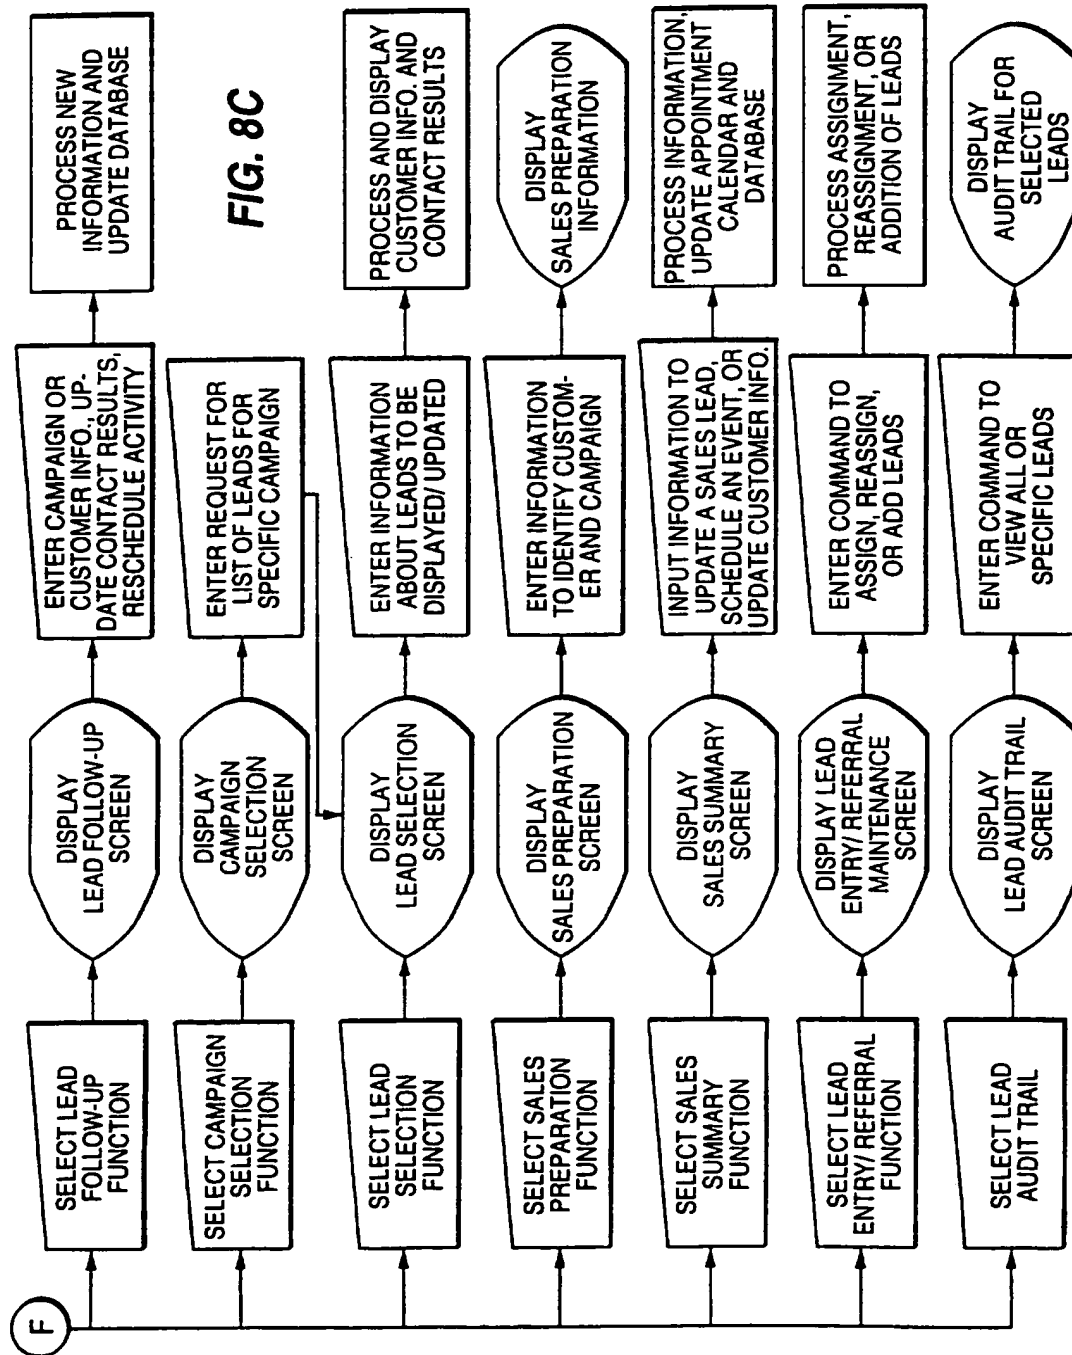 F
SELECT LEAD
FOLLOW-UP
FUNCTION
DISPLAY
LEAD FOLLOW-UP
SCREEN
ENTER CAMPAIGN OR
CUSTOMER INFO., UP-
DATE CONTACT RESULTS,
RESCHEDULE ACTIVITY
PROCESS NEW
INFORMATION AND
UPDATE DATABASE
SELECT CAMPAIGN
SELECTION
FUNCTION
DISPLAY
CAMPAIGN
SELECTION
SCREEN
ENTER REQUEST FOR
LIST OF LEADS FOR
SPECIFIC CAMPAIGN
FIG. 8C
SELECT LEAD
SELECTION
FUNCTION
DISPLAY
LEAD SELECTION
SCREEN
ENTER INFORMATION
ABOUT LEADS TO BE
DISPLAYED/ UPDATED
PROCESS AND DISPLAY
CUSTOMER INFO. AND
CONTACT RESULTS
SELECT SALES
PREPARATION
FUNCTION
DISPLAY
SALES PREPARATION
SCREEN
ENTER INFORMATION
TO IDENTIFY CUSTOM-
ER AND CAMPAIGN
DISPLAY
SALES PREPARATION
INFORMATION
SELECT SALES
SUMMARY
FUNCTION
DISPLAY
SALES SUMMARY
SCREEN
INPUT INFORMATION TO
UPDATE A SALES LEAD,
SCHEDULE AN EVENT, OR
UPDATE CUSTOMER INFO.
PROCESS INFORMATION,
UPDATE APPOINTMENT
CALENDAR AND
DATABASE
SELECT LEAD
ENTRY/ REFERRAL
FUNCTION
DISPLAY LEAD
ENTRY/ REFERRAL
MAINTENANCE
SCREEN
ENTER COMMAND TO
ASSIGN, REASSIGN,
OR ADD LEADS
PROCESS ASSIGNMENT,
REASSIGNMENT, OR
ADDITION OF LEADS
SELECT LEAD
AUDIT TRAIL
DISPLAY
LEAD AUDIT TRAIL
SCREEN
ENTER COMMAND TO
VIEW ALL OR
SPECIFIC LEADS
DISPLAY
AUDIT TRAIL FOR
SELECTED
LEADS